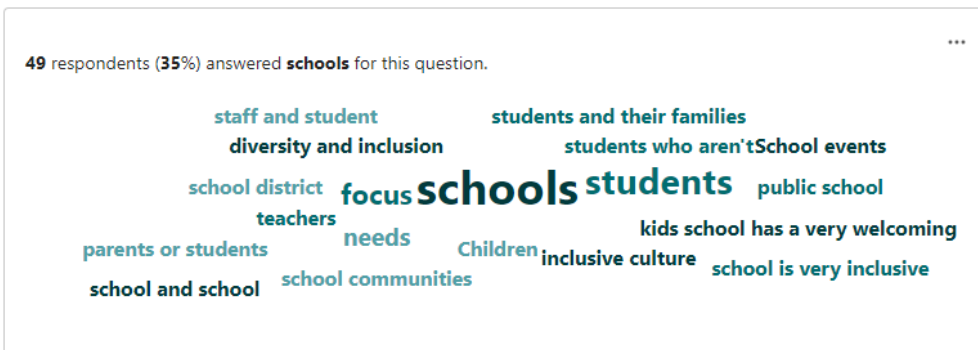 ...
49 respondents (35%) answered schools for this question.
staff and student students and their families
diversity and inclusion students who aren't School events
school district focus schools students public school
teachers
kids school has a very welcoming
needs
parents or students Children inclusive culture
school is very inclusive
school and school school communities